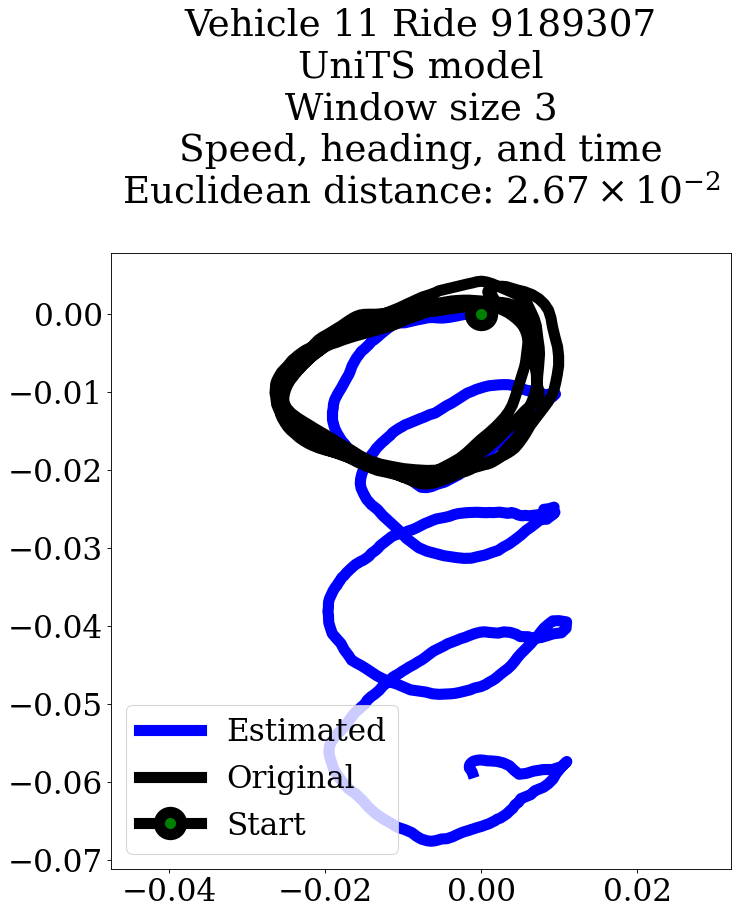 Vehicle 11 Ride 9189307
UniTS model
Window size 3
Speed, heading, and time
Euclidean distance: 2.67 × 10⁻²
0.00
−0.01
−0.02
−0.03
−0.04
−0.05
−0.06
−0.07
Estimated
Original
Start
−0.04 −0.02 0.00 0.02